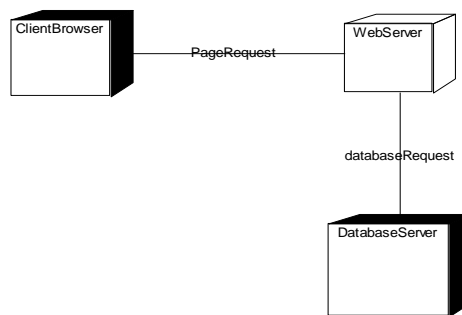 ClientBrowser
WebServer
PageRequest
databaseRequest
DatabaseServer